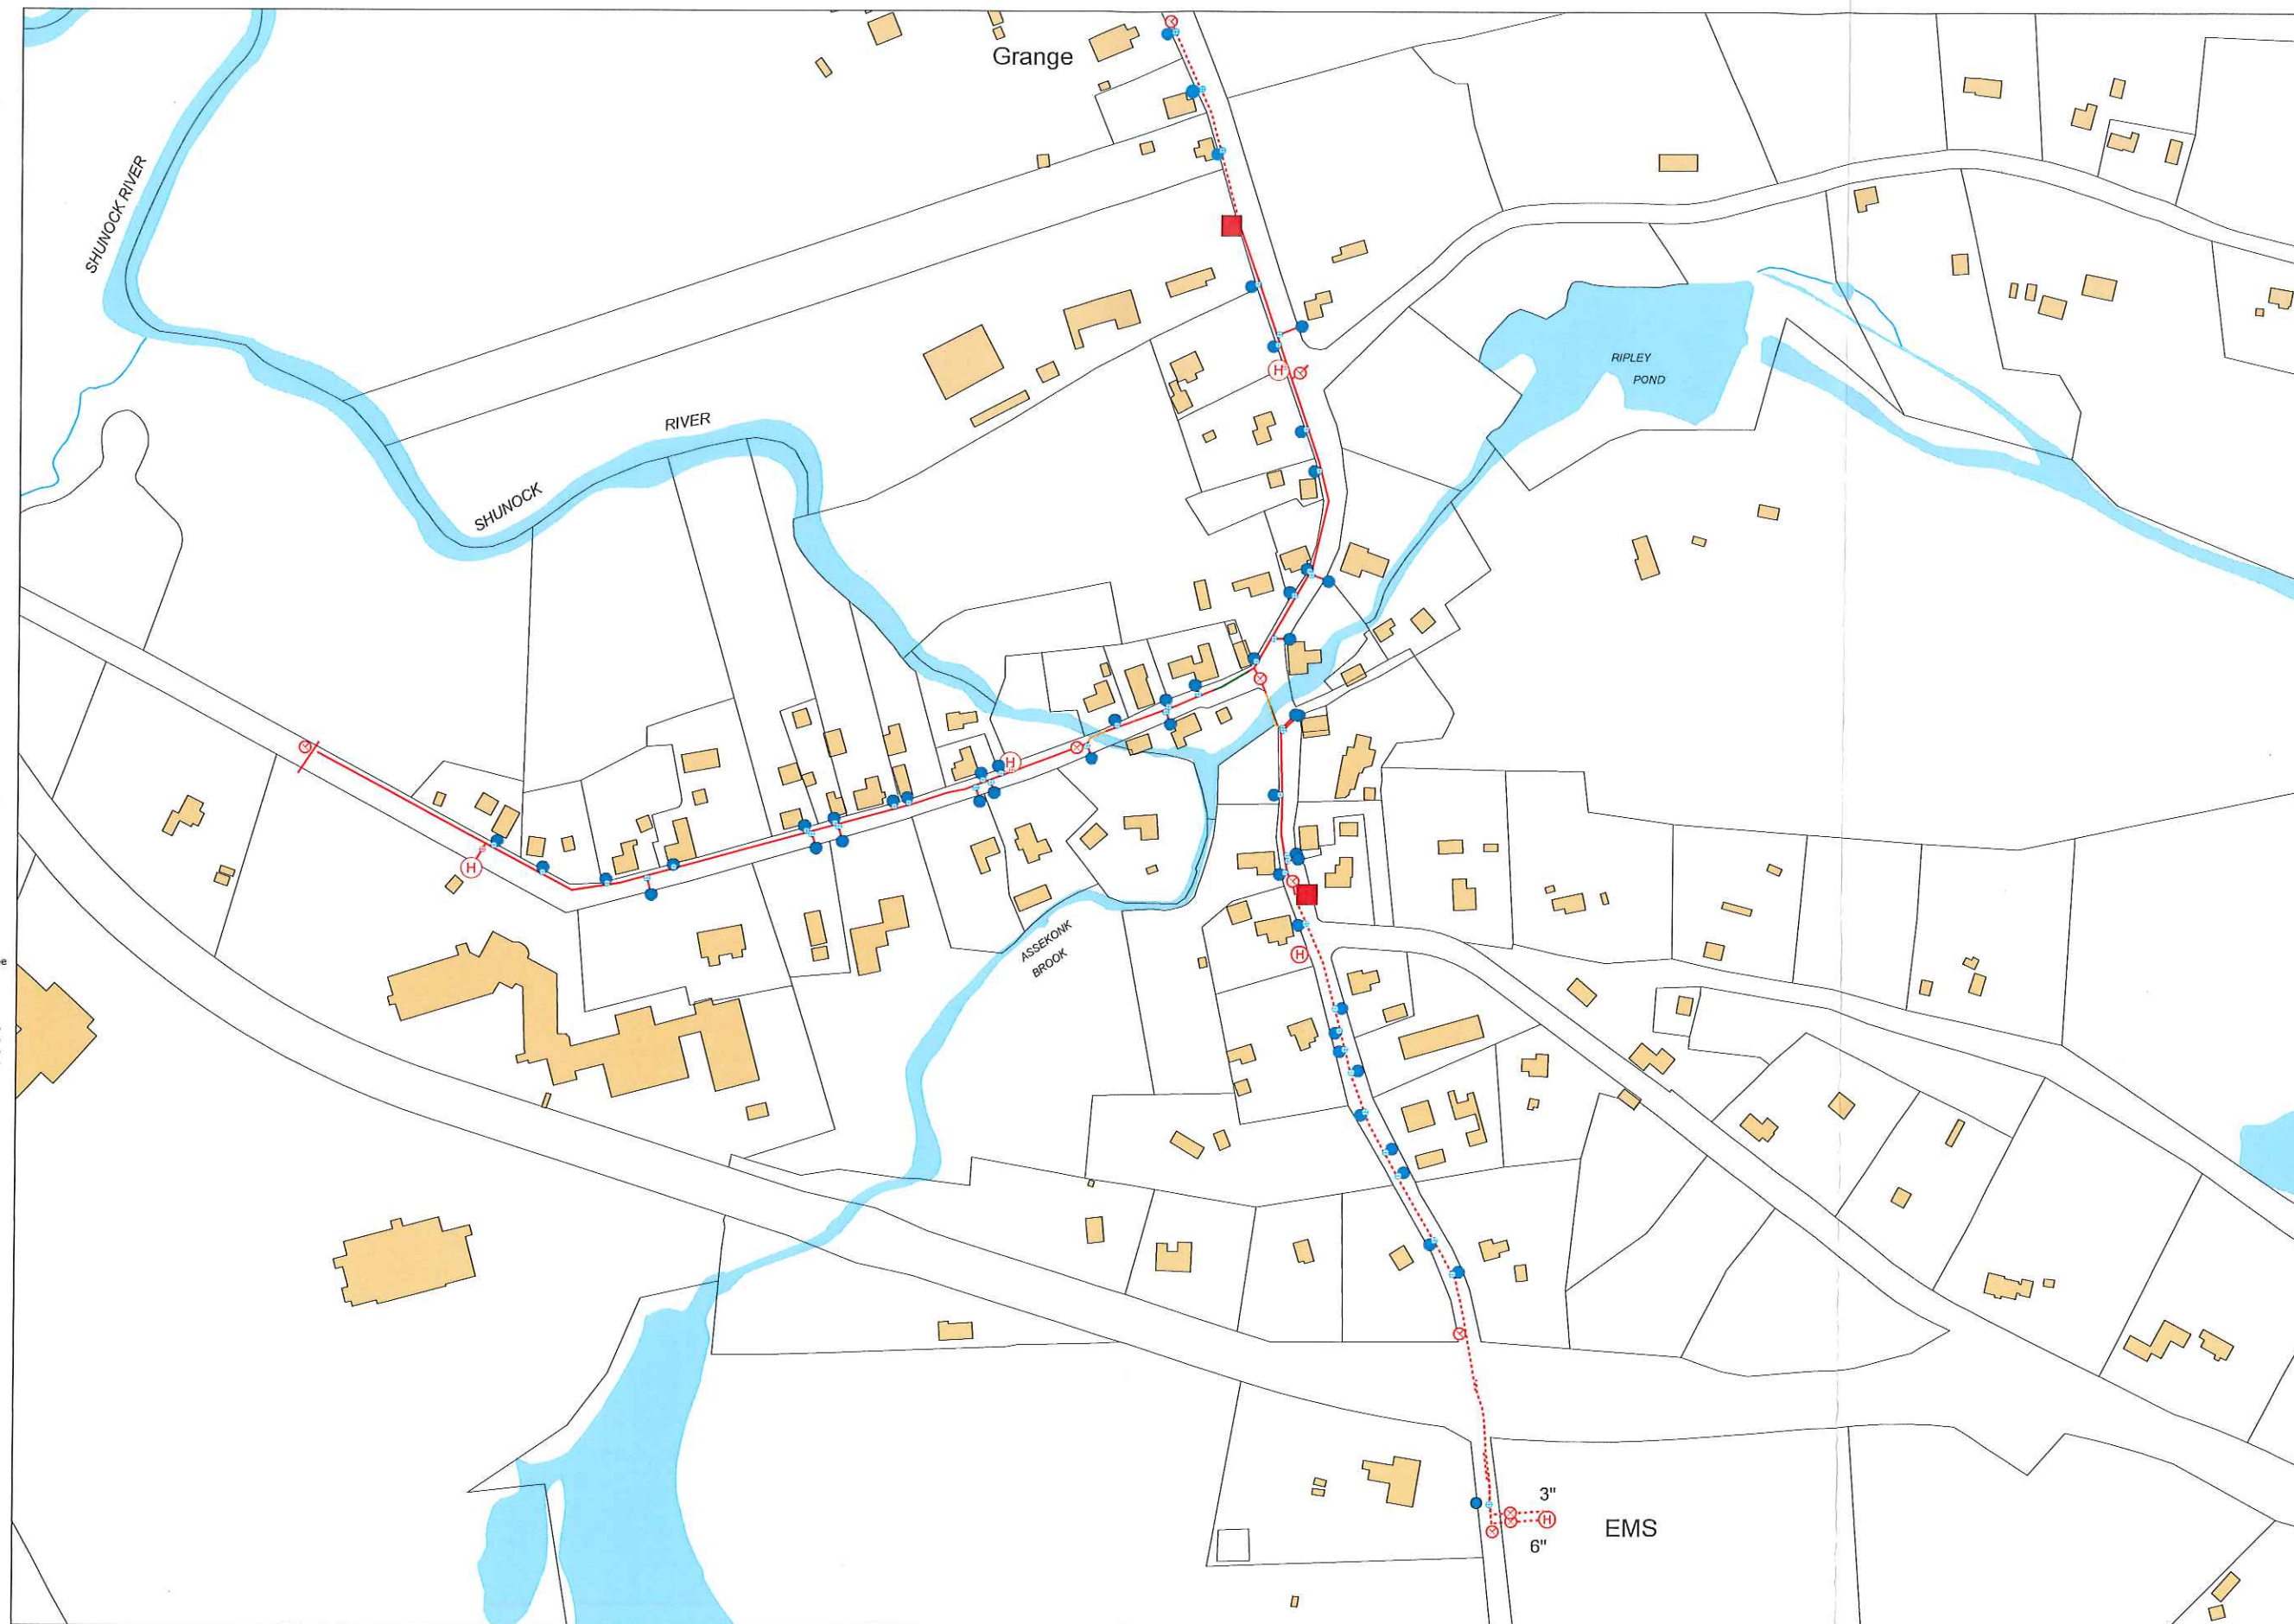 Grange
SHUNOCK RIVER
RIPLEY
POND
RIVER
SHUNOCK
H
H
H
ASSEKONK
BROOK
H
3"
H
EMS
6"